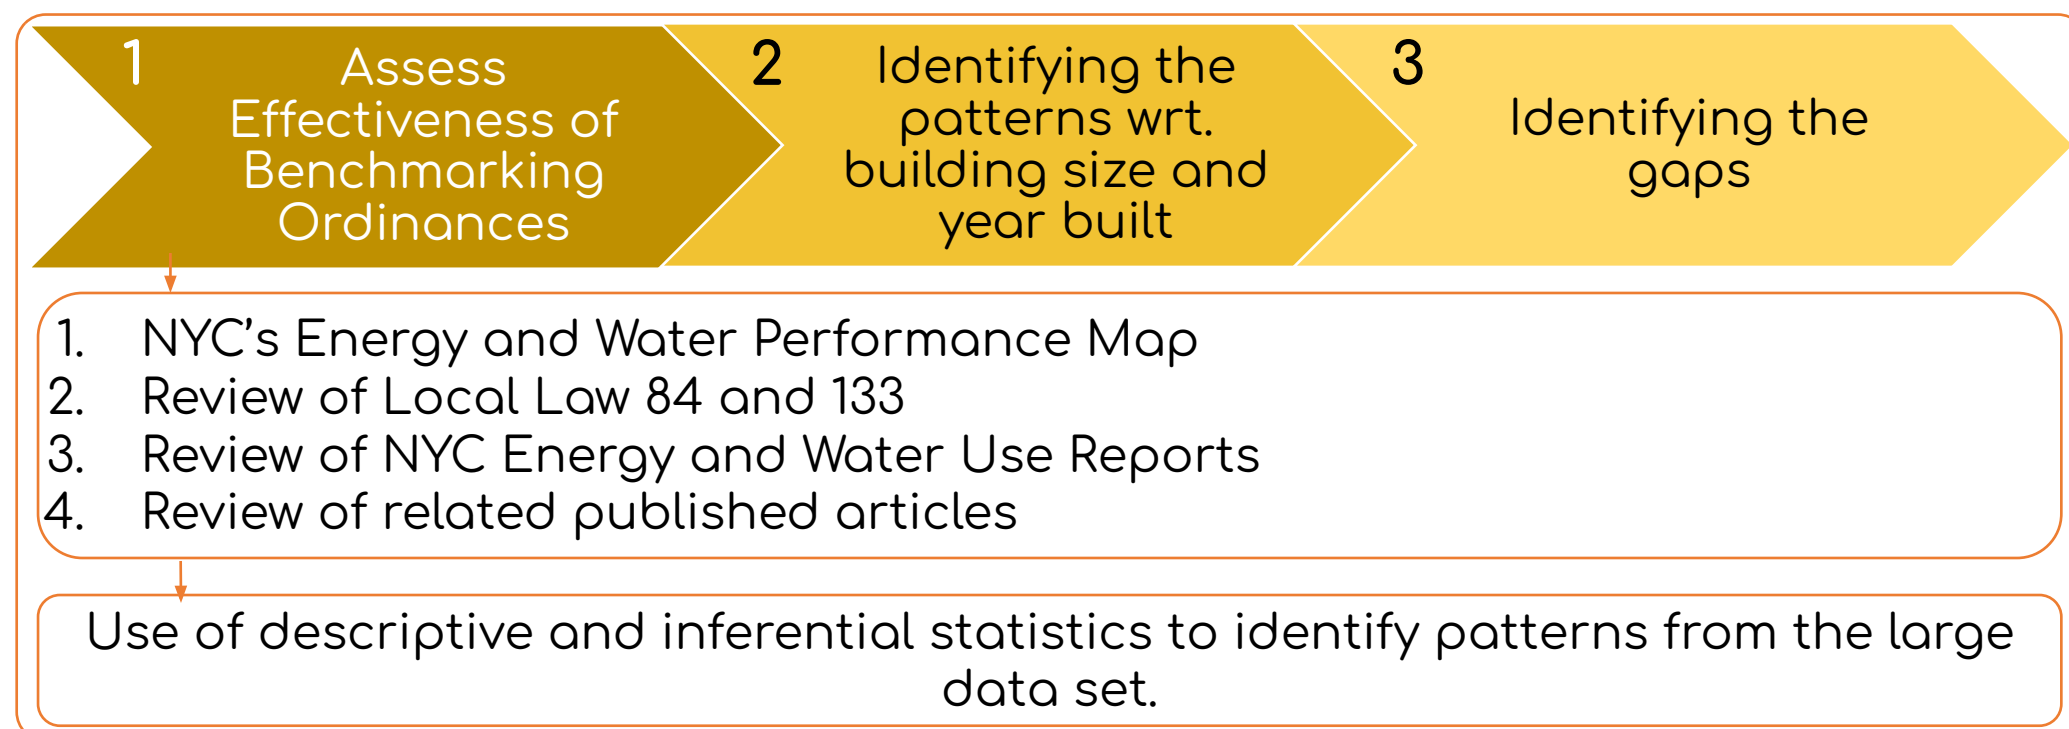 1
Assess
Effectiveness of
Benchmarking
Ordinances
2
Identifying the
patterns wrt.
building size and
year built
3
Identifying the
gaps
1. NYC’s Energy and Water Performance Map
2. Review of Local Law 84 and 133
3. Review of NYC Energy and Water Use Reports
4. Review of related published articles
Use of descriptive and inferential statistics to identify patterns from the large
data set.